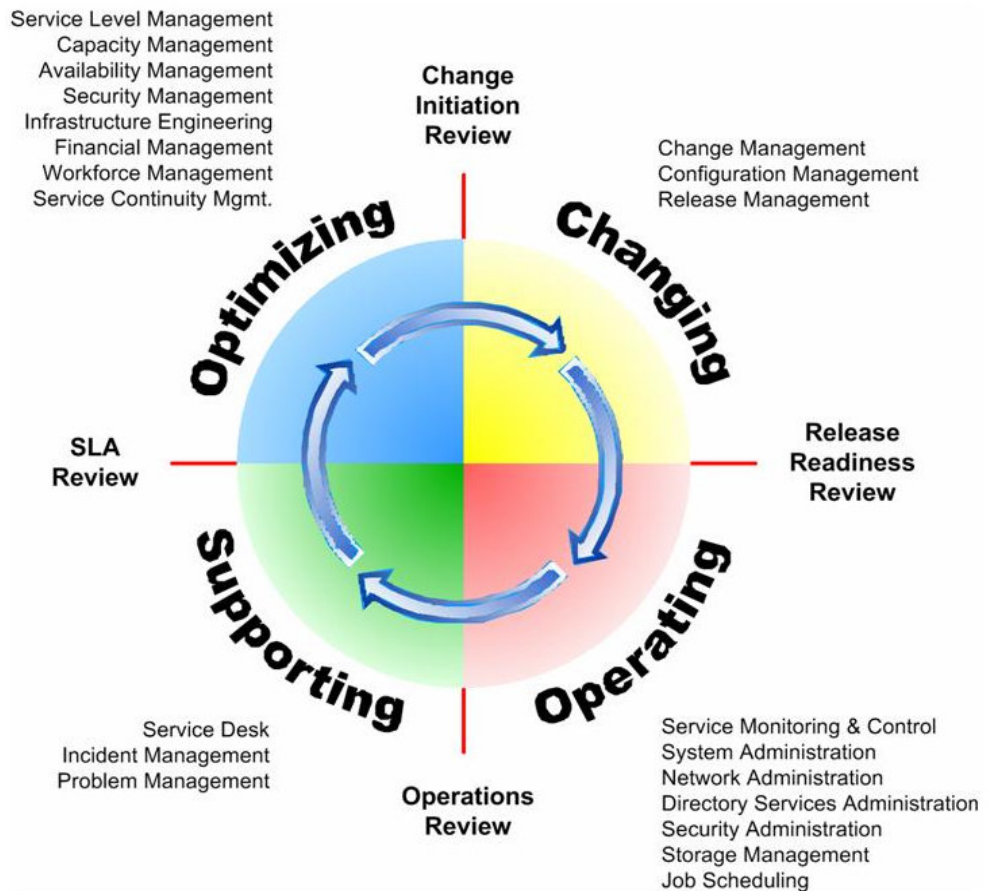 Service Level Management
Capacity Management
Availability Management
Security Management
Infrastructure Engineering
Financial Management
Workforce Management
Service Continuity Mgmt.
Change
Initiation
Review
Change Management
Configuration Management
Release Management
Optimizing
Changing
SLA
Review
Release
Readiness
Review
Supporting
Operating
Service Desk
Incident Management
Problem Management
Operations
Review
Service Monitoring & Control
System Administration
Network Administration
Directory Services Administration
Security Administration
Storage Management
Job Scheduling